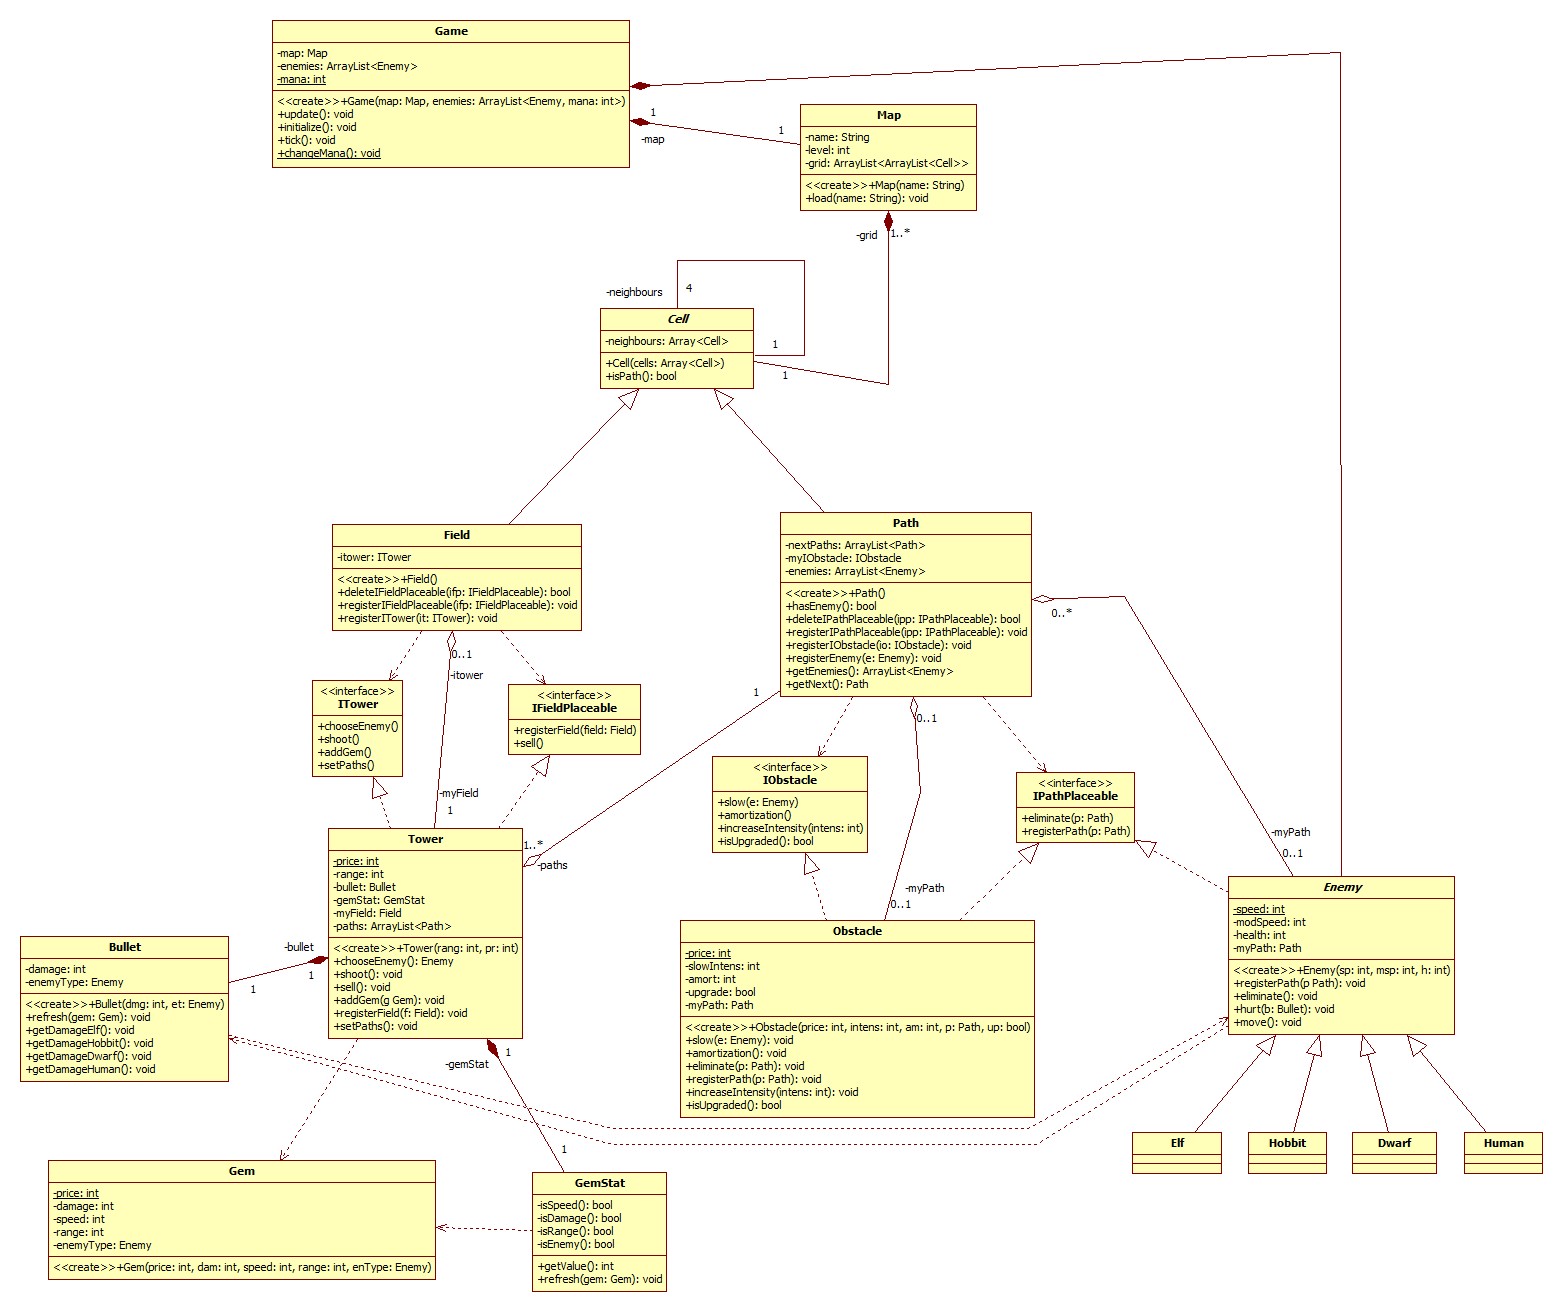 Game
-map: Map
-enemies: ArrayList<Enemy>
-mana: int
<<create>>+Game(map: Map, enemies: ArrayList<Enemy, mana: int>)
+update(): void
+initialize(): void
+tick(): void
+changeMana(): void
1
-map
1
Map
-name: String
-level: int
-grid: ArrayList<ArrayList<Cell>>
<<create>>+Map(name: String)
+load(name: String): void
-grid
1..*
-neighbours
4
Cell
-neighbours: Array<Cell>
+Cell(cells: Array<Cell>)
+isPath(): bool
1
1
Field
-itower: ITower
<<create>>+Field()
+deleteIFieldPlaceable(ifp: IFieldPlaceable): bool
+registerIFieldPlaceable(ifp: IFieldPlaceable): void
+registerITower(it: ITower): void
Path
-nextPaths: ArrayList<Path>
-myIObstacle: IObstacle
-enemies: ArrayList<Enemy>
<<create>>+Path()
+hasEnemy(): bool
+deleteIPathPlaceable(ipp: IPathPlaceable): bool
+registerIPathPlaceable(ipp: IPathPlaceable): void
+registerIObstacle(io: IObstacle): void
+registerEnemy(e: Enemy): void
+getEnemies(): ArrayList<Enemy>
+getNext(): Path
0..*
0..1
-itower
<<interface>>
ITower
+chooseEnemy()
+shoot()
+addGem()
+setPaths()
<<interface>>
IFieldPlaceable
+registerField(field: Field)
+sell()
1
0..1
<<interface>>
IObstacle
+slow(e: Enemy)
+amortization()
+increaseIntensity(intens: int)
+isUpgraded(): bool
<<interface>>
IPathPlaceable
+eliminate(p: Path)
+registerPath(p: Path)
-myField
1
-myPath
0..1
1..*
-paths
-myPath
0..1
Tower
-price: int
-range: int
-bullet: Bullet
-gemStat: GemStat
-myField: Field
-paths: ArrayList<Path>
<<create>>+Tower(rang: int, pr: int)
+chooseEnemy(): Enemy
+shoot(): void
+sell(): void
+addGem(g Gem): void
+registerField(f: Field): void
+setPaths(): void
Enemy
-speed: int
-modSpeed: int
-health: int
-myPath: Path
<<create>>+Enemy(sp: int, msp: int, h: int)
+registerPath(p Path): void
+eliminate(): void
+hurt(b: Bullet): void
+move(): void
Obstacle
-price: int
-slowIntens: int
-amort: int
-upgrade: bool
-myPath: Path
<<create>>+Obstacle(price: int, intens: int, am: int, p: Path, up: bool)
+slow(e: Enemy): void
+amortization(): void
+eliminate(p: Path): void
+registerPath(p: Path): void
+increaseIntensity(intens: int): void
+isUpgraded(): bool
Bullet
-damage: int
-enemyType: Enemy
<<create>>+Bullet(dmg: int, et: Enemy)
+refresh(gem: Gem): void
+getDamageElf(): void
+getDamageHobbit(): void
+getDamageDwarf(): void
+getDamageHuman(): void
-bullet
1
1
1
-gemStat
1
Elf
Hobbit
Dwarf
Human
Gem
-price: int
-damage: int
-speed: int
-range: int
-enemyType: Enemy
<<create>>+Gem(price: int, dam: int, speed: int, range: int, enType: Enemy)
GemStat
-isSpeed(): bool
-isDamage(): bool
-isRange(): bool
-isEnemy(): bool
+getValue(): int
+refresh(gem: Gem): void